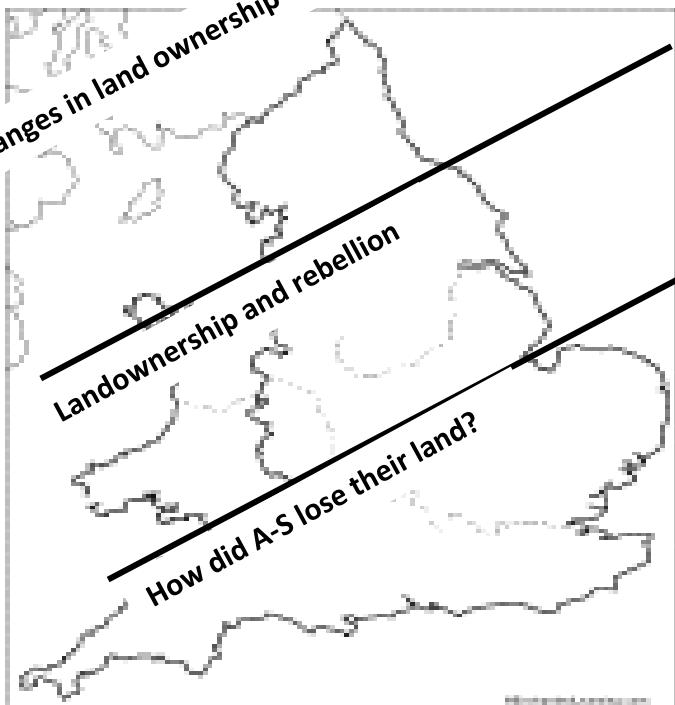 anges in land ownership
Landownership and rebellion
How did A-S lose their land?